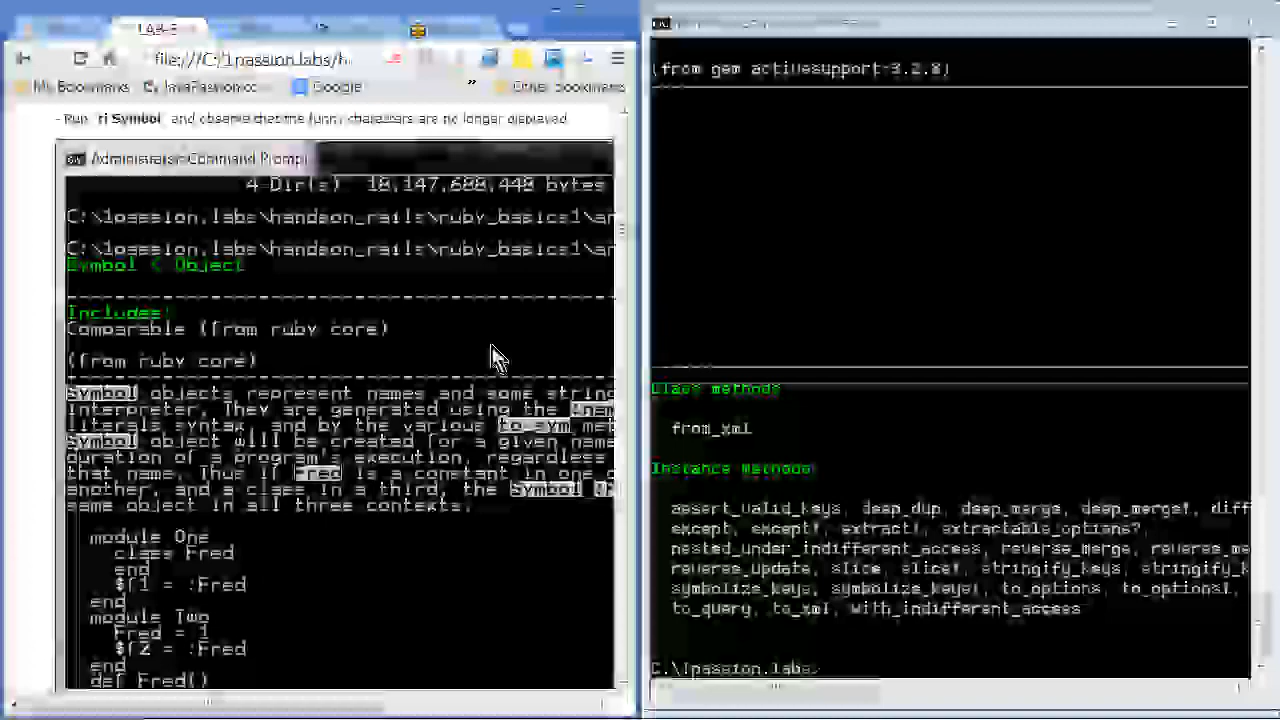 file:///C:/1passion.labs/h
My Bookmarks JavaPassion.co Google » Other bookmarks
- Run 'ri Symbol' and observe that the funny characters are no longer displayed.
Administrator: Command Prompt
4 Dir(s) 10,147,600,440 bytes
C:\1passion.labs\handson_rails\ruby_basics1\ar
C:\1passion.labs\handson_rails\ruby_basics1\ar
Symbol < Object
Includes:
Comparable (from ruby core)
(from ruby core)
Symbol objects represent names and some string
interpreter. They are generated using the :nam
literals syntax, and by the various to_sym met
Symbol object will be created for a given name
duration of a program's execution, regardless
that name. Thus if Fred is a constant in one c
another, and a class in a third, the Symbol
same object in all three contexts.
module One
class Fred
end
$f1 = :Fred
end
module Two
Fred = 1
$f2 = :Fred
end
def Fred()
(from gem activesupport-3.2.8)
Class methods
from_xml
Instance methods
assert_valid_keys, deep_dup, deep_merge, deep_merge!, diff
except, except!, extract!, extractable_options?,
nested_under_indifferent_access, reverse_merge, reverse_me
reverse_update, slice, slice!, stringify_keys, stringify_k
symbolize_keys, symbolize_keys!, to_options, to_options!,
to_query, to_xml, with_indifferent_access
C:\1passion.labs>